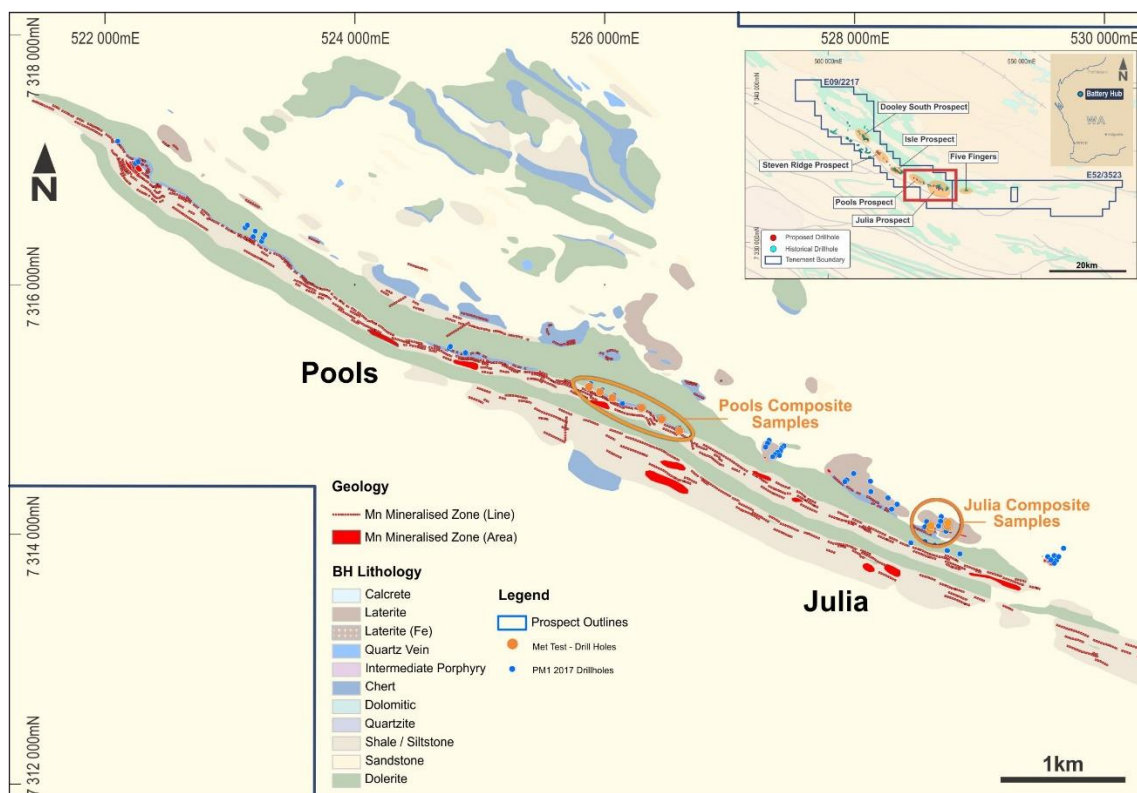 522 000mE
524 000mE
526 000mE
528 000mE
530 000mE
7 318 000mN
7 316 000mN
7 314 000mN
7 312 000mN
N
Pools
Julia
Pools Composite
Samples
Julia Composite
Samples
Geology
Mn Mineralised Zone (Line)
Mn Mineralised Zone (Area)
BH Lithology
Calcrete
Laterite
Laterite (Fe)
Quartz Vein
Intermediate Porphyry
Chert
Dolomitic
Quartzite
Shale / Siltstone
Sandstone
Dolerite
Legend
Prospect Outlines
Met Test - Drill Holes
PM1 2017 Drillholes
1km
E09/2217
Dooley South Prospect
Isle Prospect
Steven Ridge Prospect
Five Fingers
E52/3523
Pools Prospect
Julia Prospect
Proposed Drillhole
Historical Drillhole
Tenement Boundary
20km
N
Battery Hub
WA